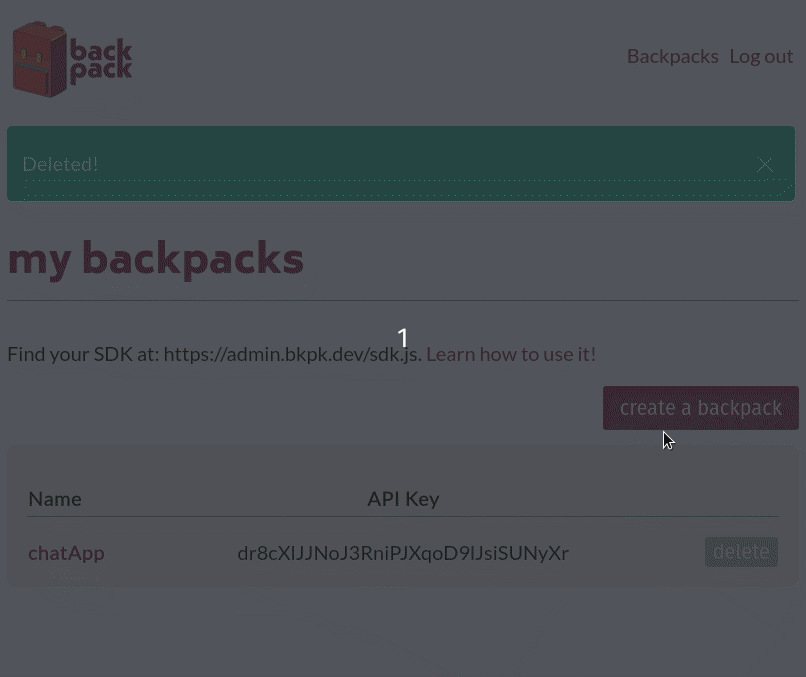 back
pack
Backpacks Log out
Deleted!
my backpacks
1
Find your SDK at: https://admin.bkpk.dev/sdk.js. Learn how to use it!
create a backpack
Name API Key
chatApp dr8cXIJJNoJ3RniPJXqoD9IJsiSUNyXr delete